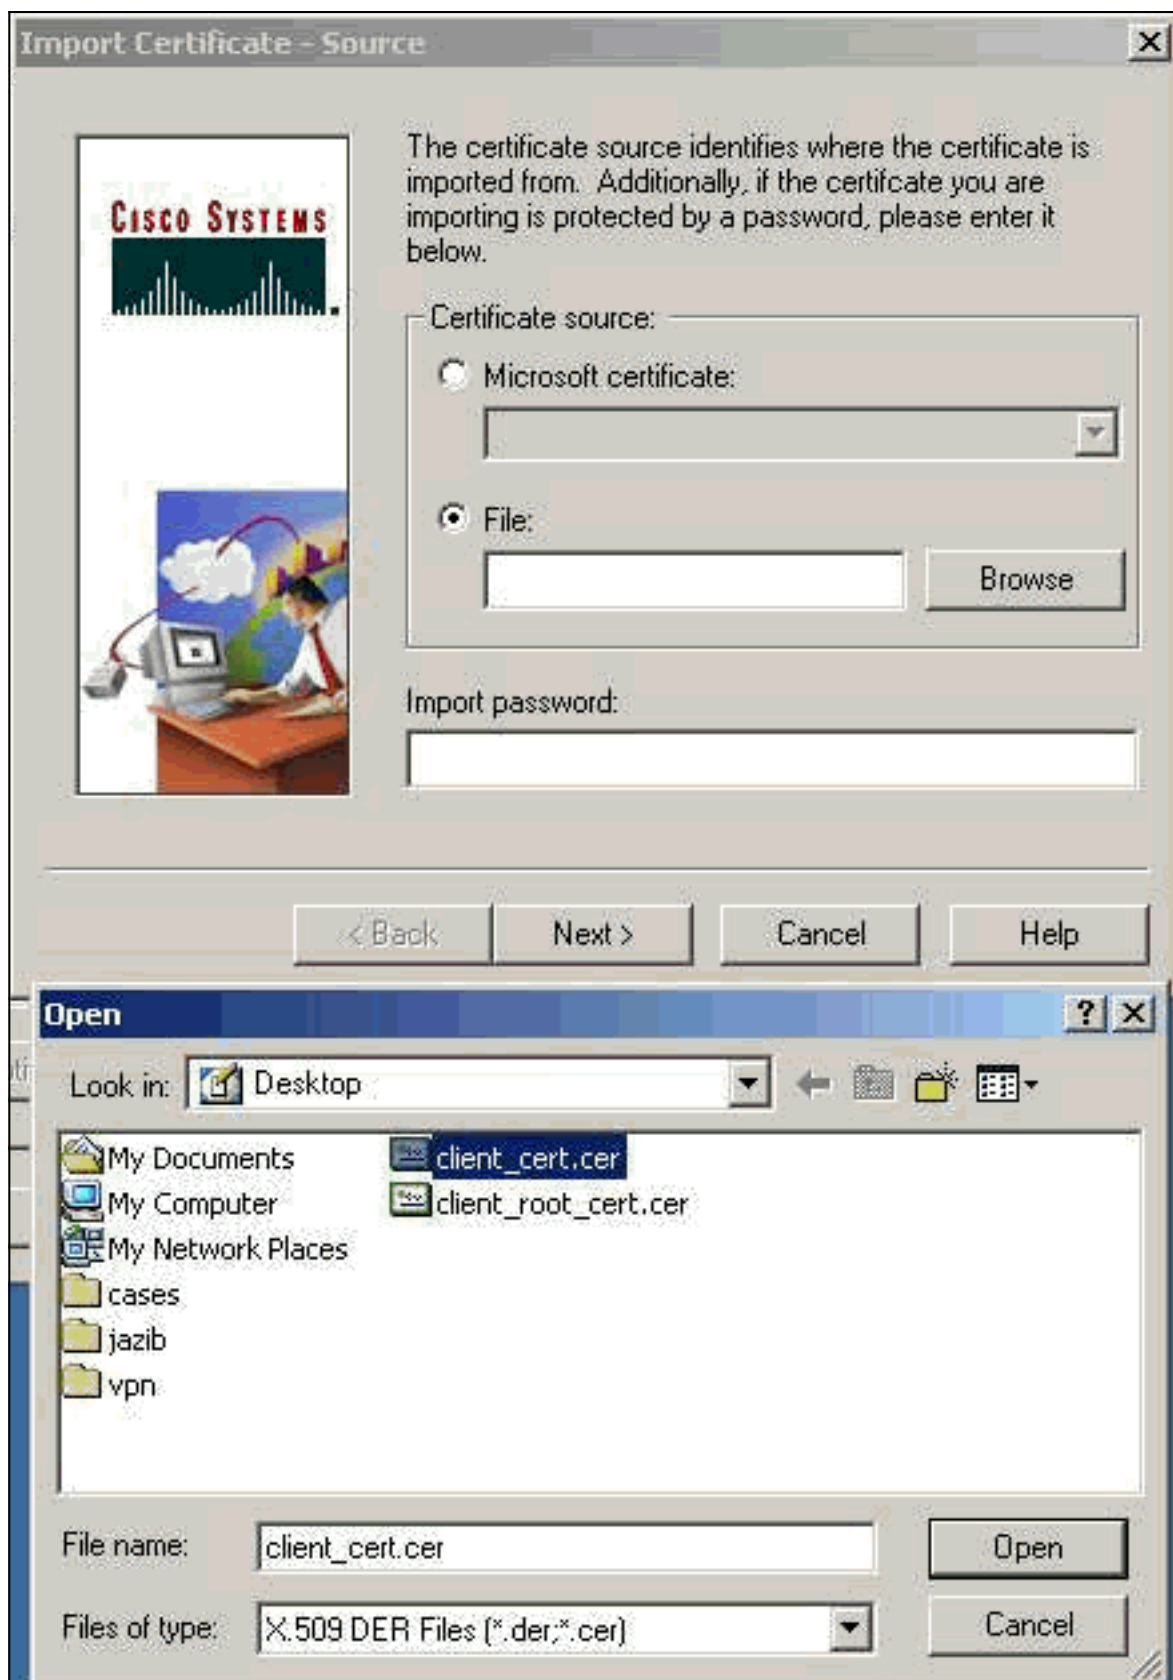 Import Certificate - Source
The certificate source identifies where the certificate is
imported from. Additionally, if the certifcate you are
importing is protected by a password, please enter it
below.
CISCO SYSTEMS
Certificate source:
Microsoft certificate:
File:
Browse
Import password:
< Back
Next >
Cancel
Help
Open
Look in:
Desktop
My Documents
My Computer
My Network Places
cases
jazib
vpn
client_cert.cer
client_root_cert.cer
File name:
client_cert.cer
Open
Files of type:
X.509 DER Files (*.der;*.cer)
Cancel